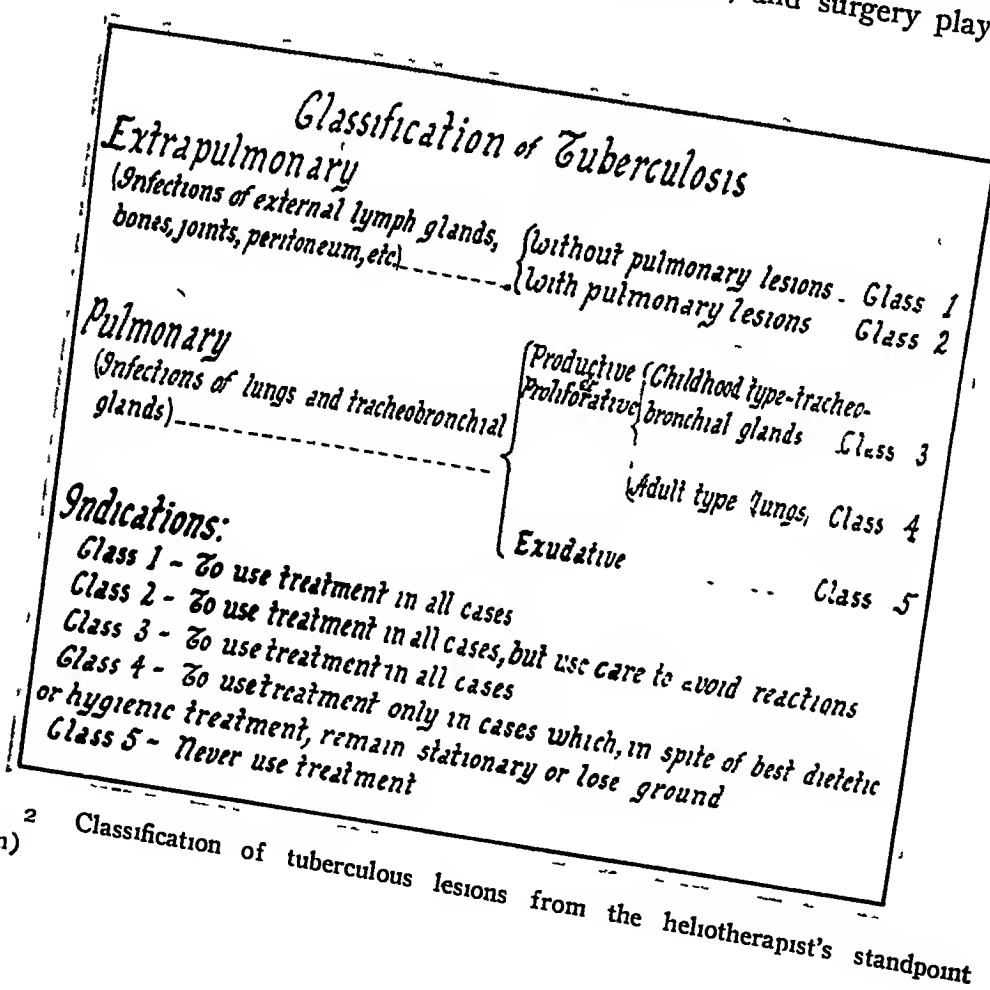 and surgery play
Classification of Tuberculosis
Extrapulmonary
(Infections of external lymph glands,
bones, joints, peritoneum, etc.)
without pulmonary lesions - Class 1
with pulmonary lesions Class 2
Pulmonary
(Infections of lungs and tracheobronchial
glands)
Productive
or
Proliforative
Childhood type-tracheo-
bronchial glands Class 3
Adult type lungs, Class 4
Exudative Class 5
Indications:
Class 1 - To use treatment in all cases
Class 2 - To use treatment in all cases, but use care to avoid reactions
Class 3 - To use treatment in all cases
Class 4 - To use treatment only in cases which, in spite of best dietetic
or hygienic treatment, remain stationary or lose ground
Class 5 - Never use treatment
2 Classification of tuberculous lesions from the heliotherapist's standpoint